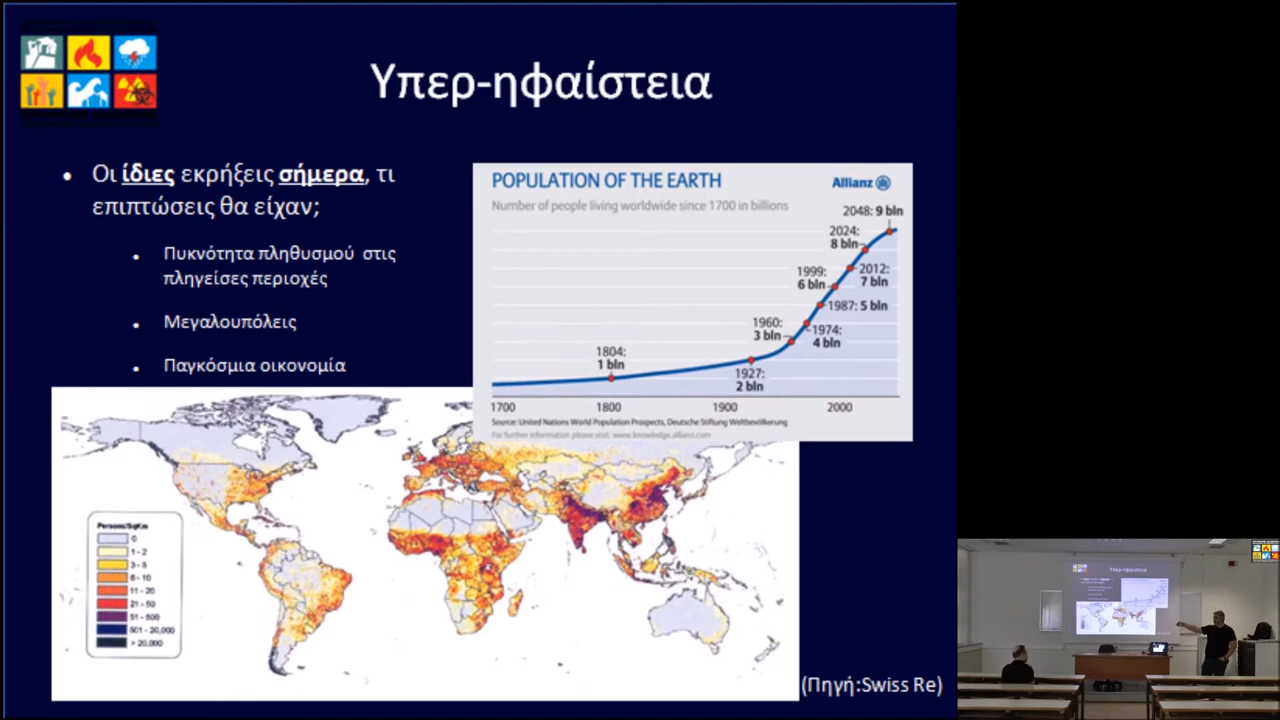 Υπερ-ηφαίστεια
• Οι ίδιες εκρήξεις σήμερα, τι
επιπτώσεις θα είχαν;
• Πυκνότητα πληθυσμού στις
πληγείσες περιοχές
• Μεγαλουπόλεις
• Παγκόσμια οικονομία
POPULATION OF THE EARTH
Allianz
Number of people living worldwide since 1700 in billions
2048: 9 bln
2024:
8 bln
1999:
6 bln
2012:
7 bln
1987: 5 bln
1960:
3 bln
1974:
4 bln
1804:
1 bln
1927:
2 bln
1700 1800 1900 2000
Source: United Nations World Population Prospects, Deutsche Stiftung Weltbevölkerung
For further information please visit: www.knowledge.allianz.com
Persons/SqKm
0
1 - 2
3 - 5
6 - 10
11 - 20
21 - 50
51 - 500
501 - 20,000
> 20,000
(Πηγή:Swiss Re)
Υπερ-ηφαίστεια